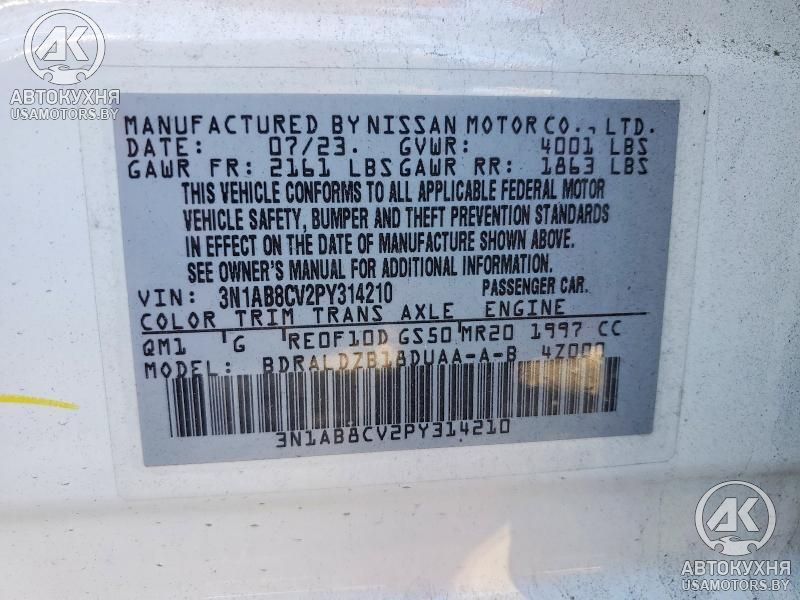 AK
АВТОКУХНЯ
USAMOTORS.BY
MANUFACTURED BY NISSAN MOTOR CO., LTD.
DATE: 07/23. GVWR: 4001 LBS
GAWR FR: 2161 LBS GAWR RR: 1863 LBS
THIS VEHICLE CONFORMS TO ALL APPLICABLE FEDERAL MOTOR
VEHICLE SAFETY, BUMPER AND THEFT PREVENTION STANDARDS
IN EFFECT ON THE DATE OF MANUFACTURE SHOWN ABOVE.
SEE OWNER'S MANUAL FOR ADDITIONAL INFORMATION.
VIN: 3N1AB8CV2PY314210 PASSENGER CAR.
COLOR TRIM TRANS AXLE ENGINE
QM1 G RE0F10D GS50 MR20 1997 CC
MODEL: BDRALDZB18DUAA-A-B 4Z000
3N1AB8CV2PY314210
AK
АВТОКУХНЯ
USAMOTORS.BY